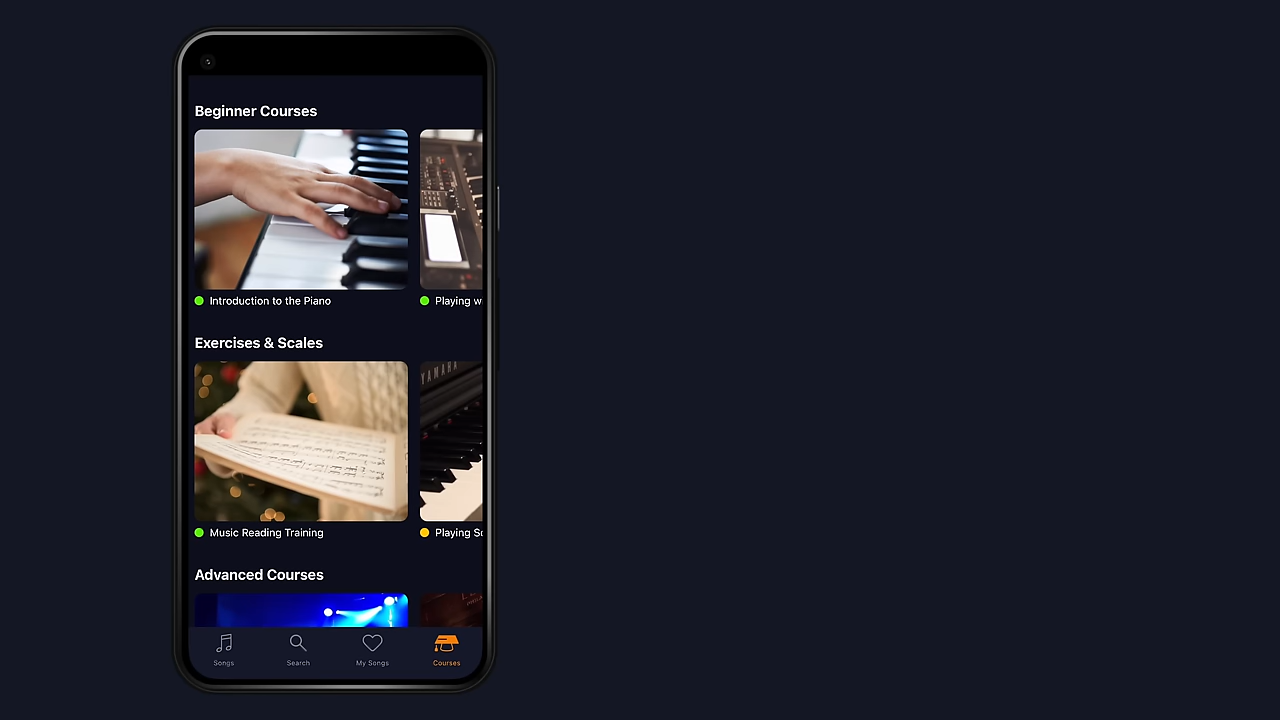 Beginner Courses
Introduction to the Piano
Playing w
Exercises & Scales
YAMAHA
Music Reading Training
Playing Sc
Advanced Courses
Songs
Search
My Songs
Courses